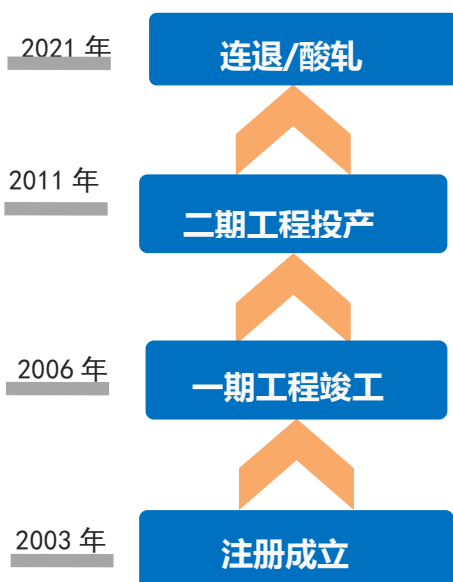 2021 年
连退/酸轧
2011 年
二期工程投产
2006 年
一期工程竣工
2003 年
注册成立